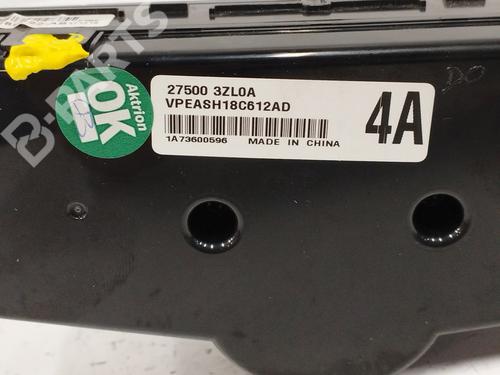 B-PARTS
Aktrion
OK
27500 3ZL0A
VPEASH18C612AD
1A73600596 MADE IN CHINA
4A
DO